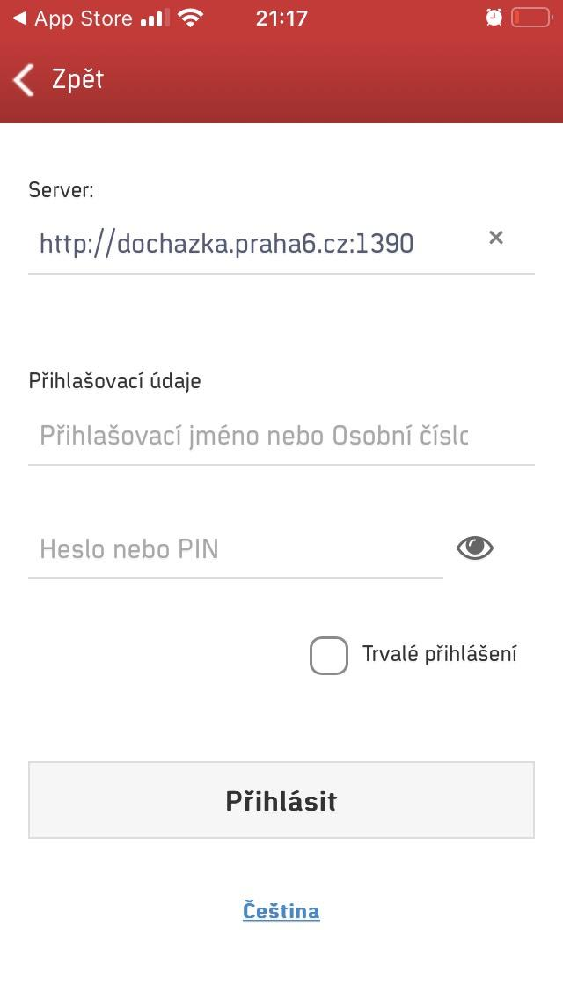 App Store
21:17
Zpět
Server:
http://dochazka.praha6.cz:1390
Přihlašovací údaje
Přihlašovací jméno nebo Osobní číslo
Heslo nebo PIN
Trvalé přihlášení
Přihlásit
Čeština